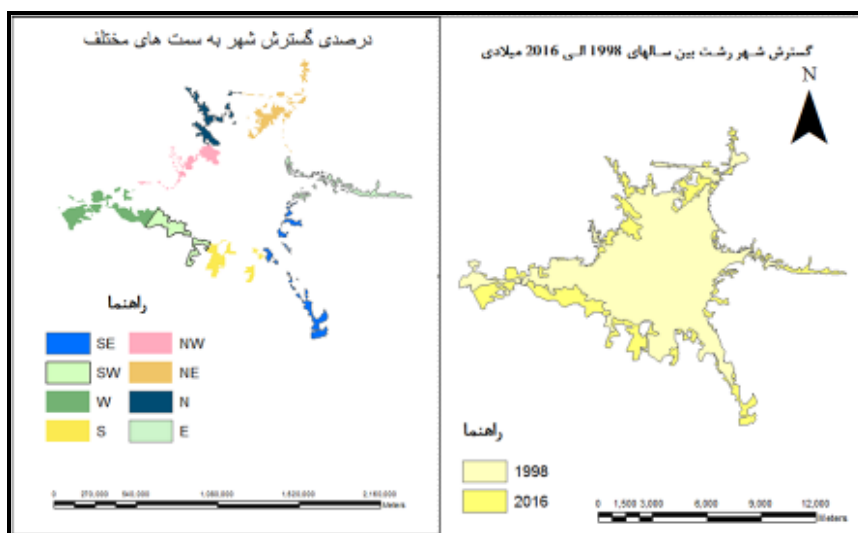 درصدی گسترش شهر به سمت های مختلف
راهنما
SE NW
SW NE
W N
S E
0 270,000 540,000 1,080,000 1,620,000 2,160,000
Meters
گسترش شهر رشت بین سالهای 1998 الی 2016 میلادی
N
راهنما
1998
2016
0 1,500 3,000 6,000 9,000 12,000
Meters